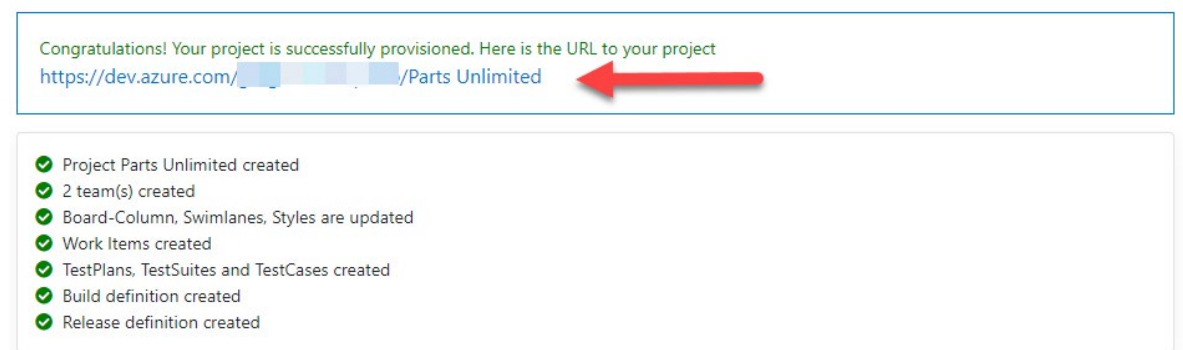 Congratulations! Your project is successfully provisioned. Here is the URL to your project
https://dev.azure.com/ /Parts Unlimited
Project Parts Unlimited created
2 team(s) created
Board-Column, Swimlanes, Styles are updated
Work Items created
TestPlans, TestSuites and TestCases created
Build definition created
Release definition created